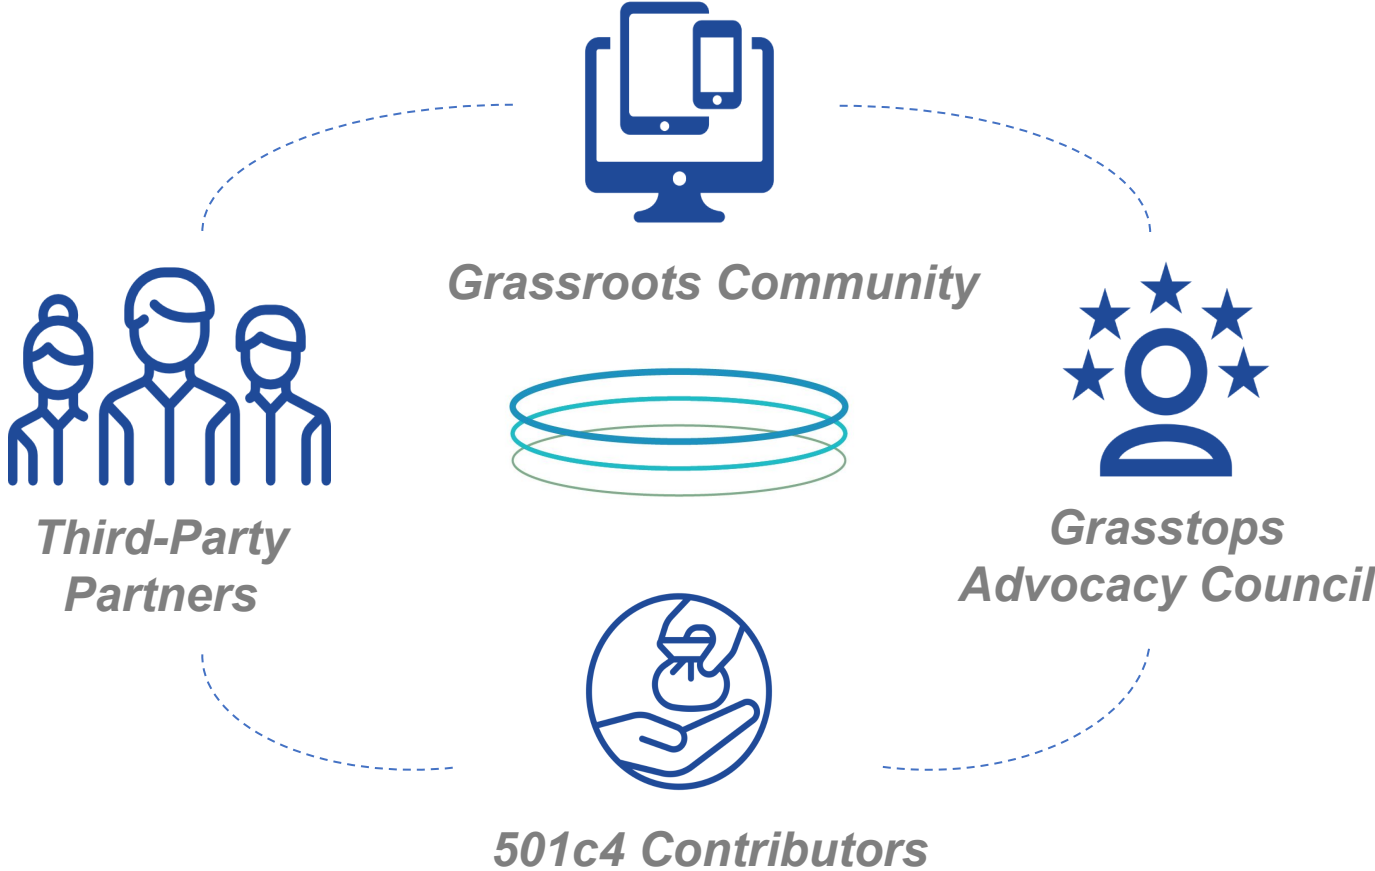 Grassroots Community
Third-Party
Partners
Grasstops
Advocacy Council
501c4 Contributors